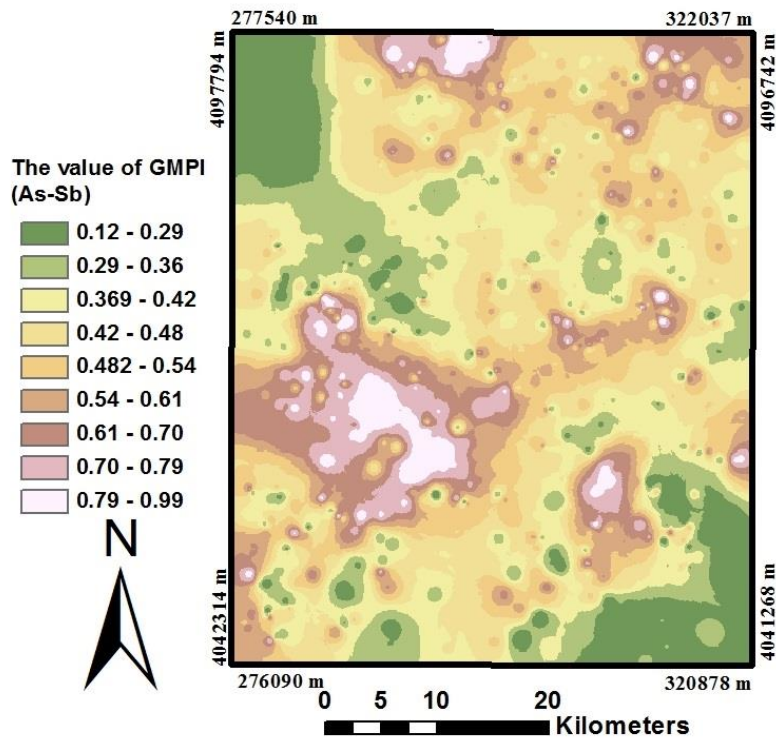 277540 m
322037 m
4097794 m
4096742 m
The value of GMPI
(As-Sb)
0.12 - 0.29
0.29 - 0.36
0.369 - 0.42
0.42 - 0.48
0.482 - 0.54
0.54 - 0.61
0.61 - 0.70
0.70 - 0.79
0.79 - 0.99
N
4042314 m
4041268 m
276090 m
320878 m
0 5 10 20
Kilometers